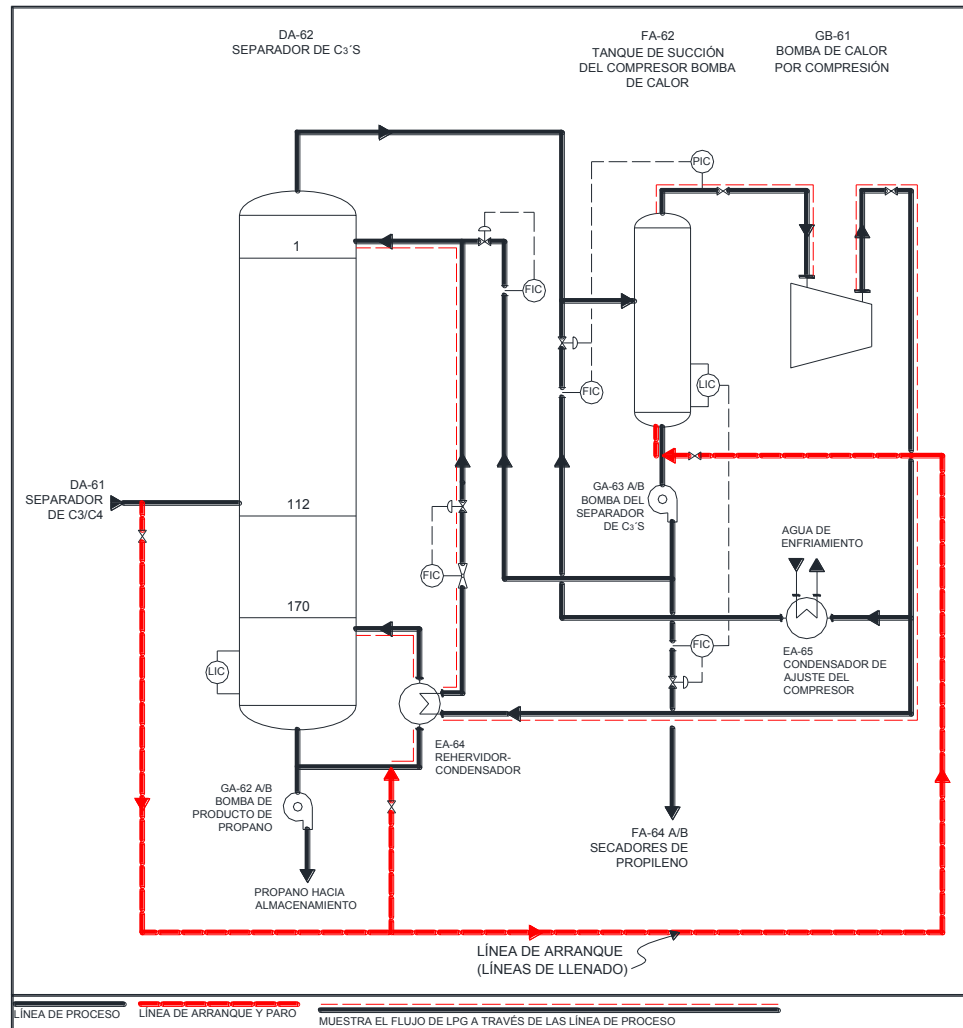 DA-62
SEPARADOR DE C3´S
FA-62
TANQUE DE SUCCIÓN
DEL COMPRESOR BOMBA
DE CALOR
GB-61
BOMBA DE CALOR
POR COMPRESIÓN
PIC
1
FIC
LIC
FIC
DA-61
SEPARADOR
DE C3/C4
112
GA-63 A/B
BOMBA DEL
SEPARADOR
DE C3´S
AGUA DE
ENFRIAMIENTO
FIC
170
FIC
LIC
EA-65
CONDENSADOR DE
AJUSTE DEL
COMPRESOR
EA-64
REHERVIDOR-
CONDENSADOR
GA-62 A/B
BOMBA DE
PRODUCTO DE
PROPANO
FA-64 A/B
SECADORES DE
PROPILENO
PROPANO HACIA
ALMACENAMIENTO
LÍNEA DE ARRANQUE
(LÍNEAS DE LLENADO)
LÍNEA DE PROCESO
LÍNEA DE ARRANQUE Y PARO
MUESTRA EL FLUJO DE LPG A TRAVÉS DE LAS LÍNEA DE PROCESO